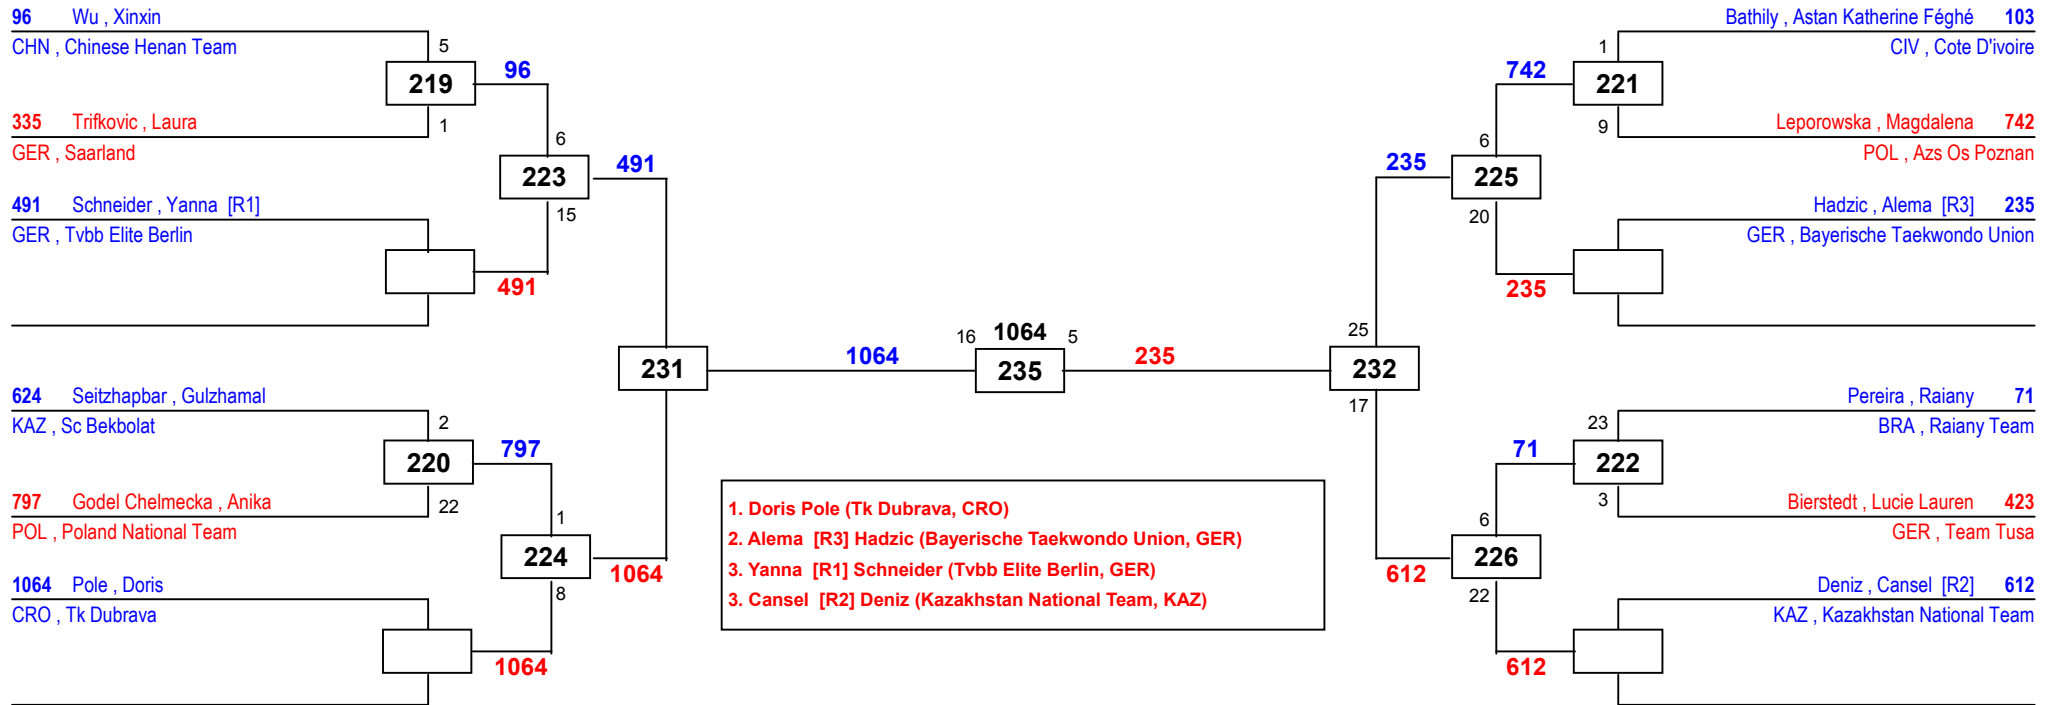 96 Wu , Xinxin
CHN , Chinese Henan Team
5
219
96
335 Trifkovic , Laura
1
GER , Saarland
6
223
491
491 Schneider , Yanna [R1]
15
GER , Tvbb Elite Berlin
491
231
624 Seitzhapbar , Gulzhamal
KAZ , Sc Bekbolat
2
220
797
797 Godel Chelmecka , Anika
22
POL , Poland National Team
1
224
1064
1064 Pole , Doris
8
CRO , Tk Dubrava
1064
1064
16 1064 5
235
235
Bathily , Astan Katherine Féghé 103
CIV , Cote D'ivoire
1
742
221
Leporowska , Magdalena 742
9
POL , Azs Os Poznan
6
235
225
Hadzic , Alema [R3] 235
20
GER , Bayerische Taekwondo Union
235
25
232
17
Pereira , Raiany 71
BRA , Raiany Team
23
71
222
Bierstedt , Lucie Lauren 423
3
GER , Team Tusa
6
226
612
Deniz , Cansel [R2] 612
22
KAZ , Kazakhstan National Team
612
1. Doris Pole (Tk Dubrava, CRO)
2. Alema [R3] Hadzic (Bayerische Taekwondo Union, GER)
3. Yanna [R1] Schneider (Tvbb Elite Berlin, GER)
3. Cansel [R2] Deniz (Kazakhstan National Team, KAZ)